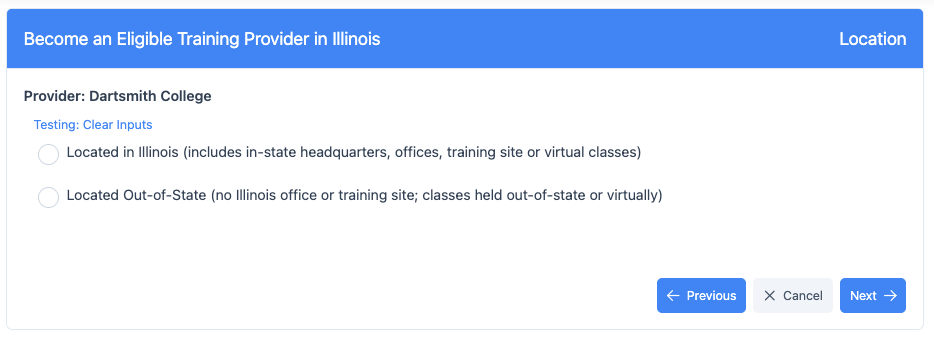 Become an Eligible Training Provider in Illinois
Location
Provider: Dartsmith College
Testing: Clear Inputs
Located in Illinois (includes in-state headquarters, offices, training site or virtual classes)
Located Out-of-State (no Illinois office or training site; classes held out-of-state or virtually)
← Previous
× Cancel
Next →